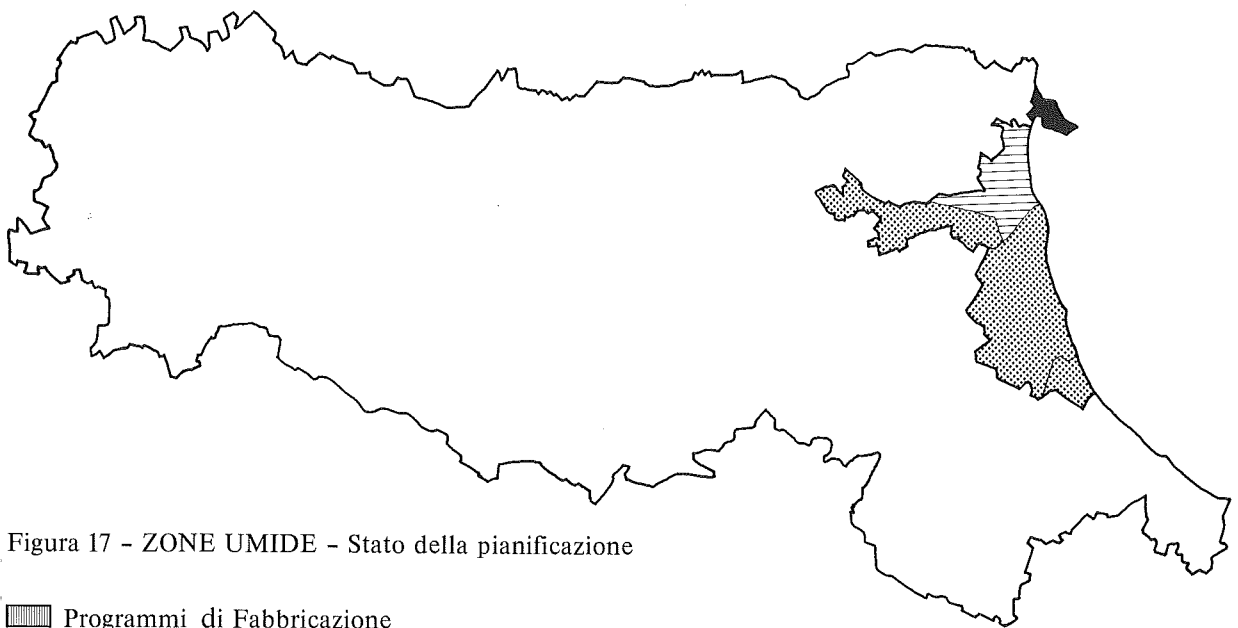 Figura 17 – ZONE UMIDE – Stato della pianificazione
Programmi di Fabbricazione